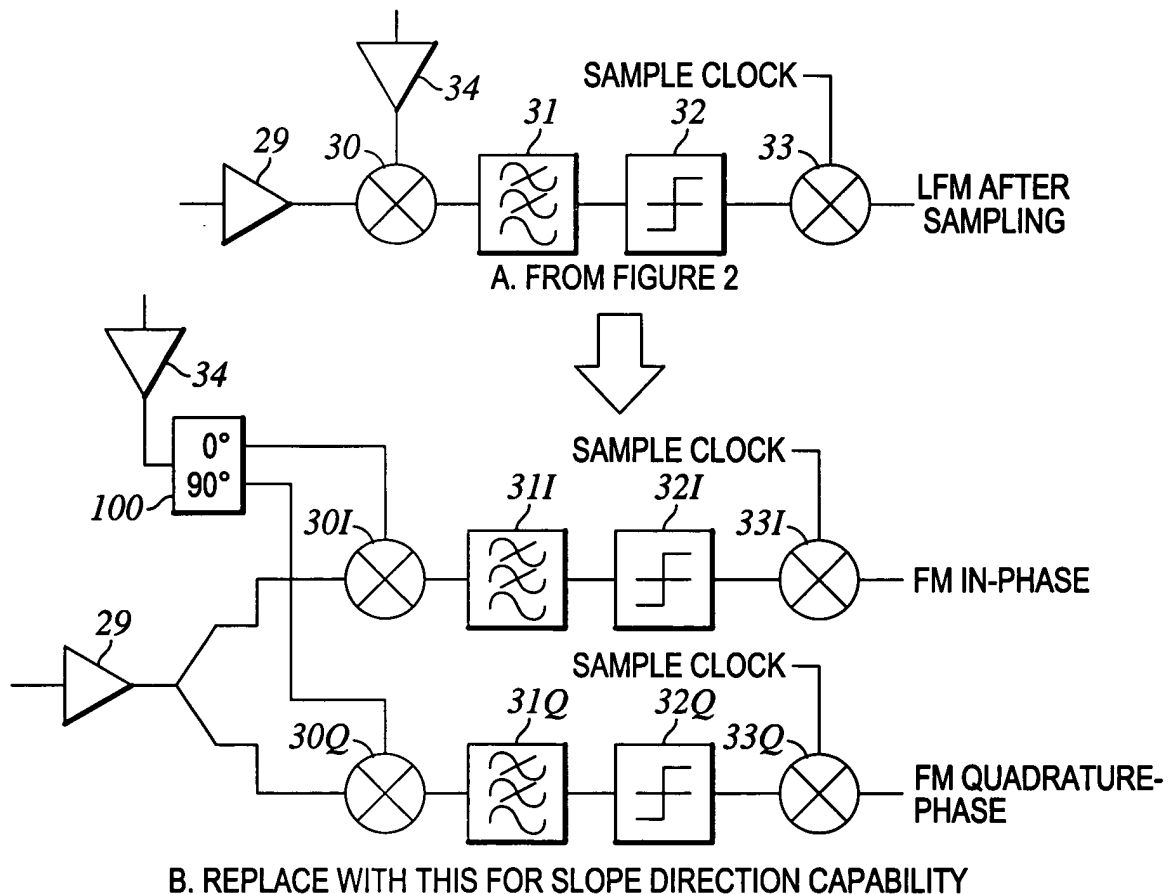 34
SAMPLE CLOCK
29
30
31
32
33
LFM AFTER
SAMPLING
A. FROM FIGURE 2
34
0°
90°
100
SAMPLE CLOCK
30I
31I
32I
33I
FM IN-PHASE
29
SAMPLE CLOCK
30Q
31Q
32Q
33Q
FM QUADRATURE-
PHASE
B. REPLACE WITH THIS FOR SLOPE DIRECTION CAPABILITY